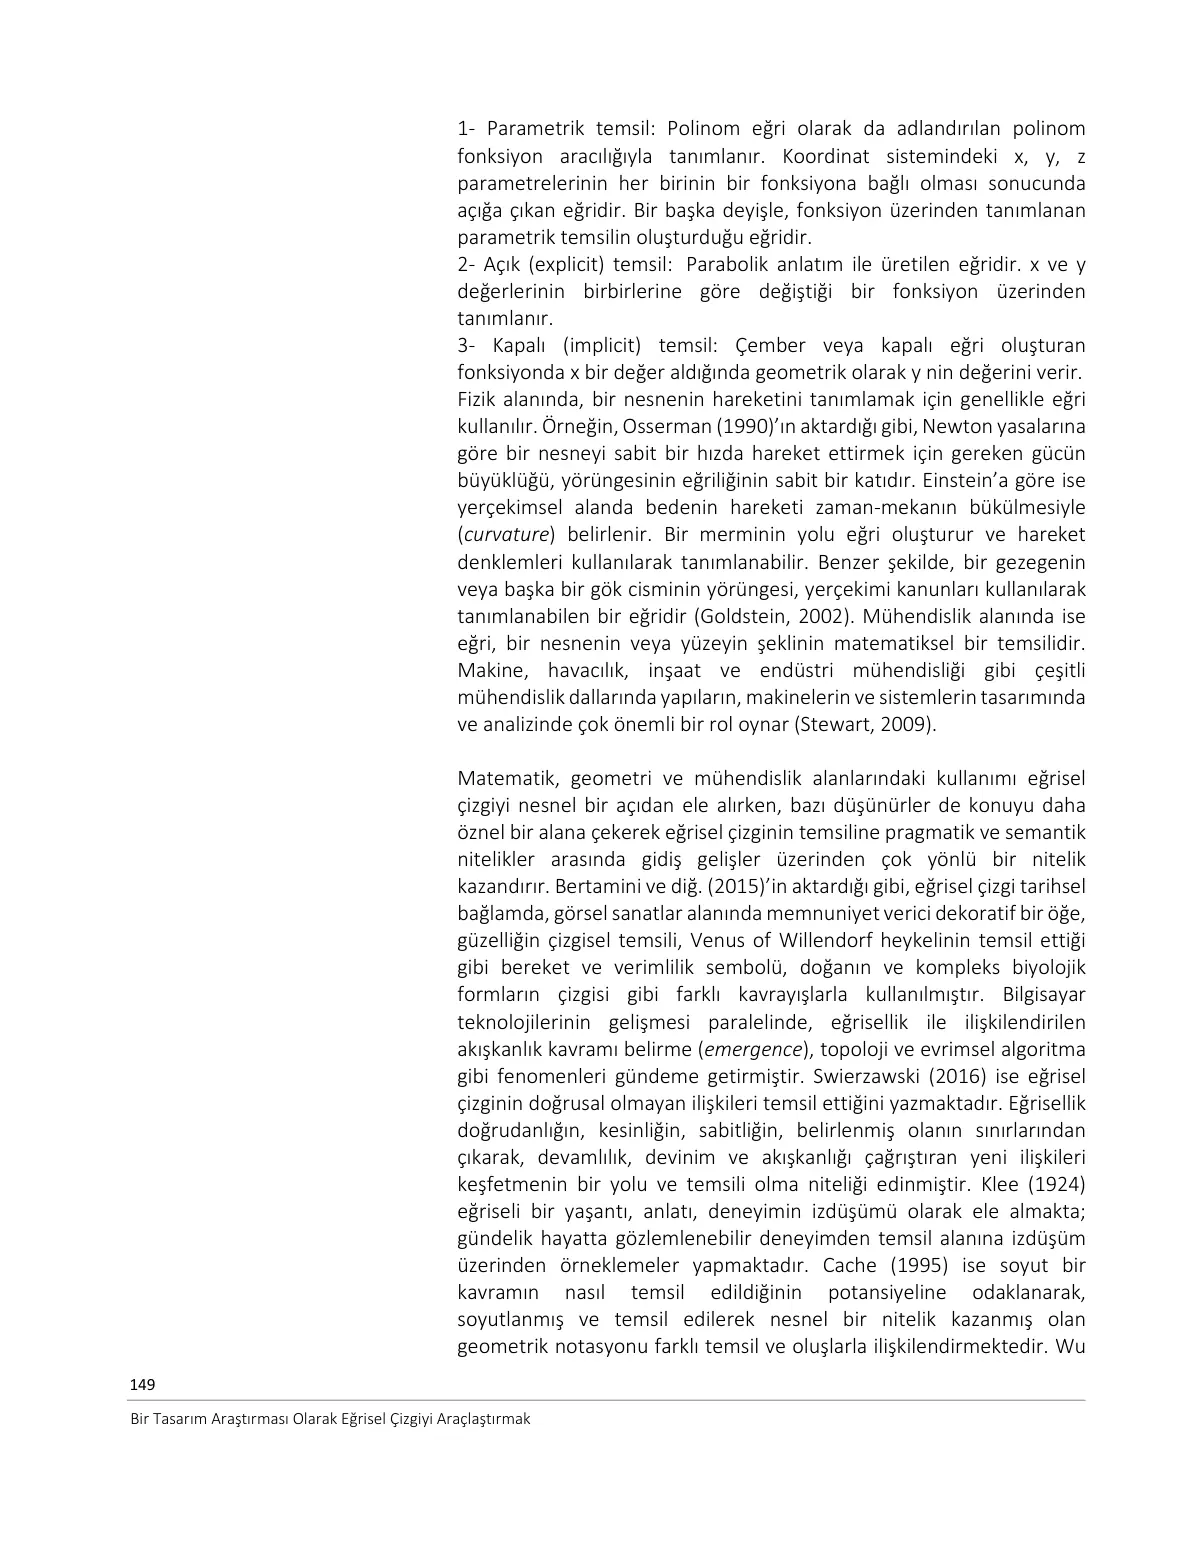 1- Parametrik temsil: Polinom eğri olarak da adlandırılan polinom
fonksiyon aracılığıyla tanımlanır. Koordinat sistemindeki x, y, z
parametrelerinin her birinin bir fonksiyona bağlı olması sonucunda
açığa çıkan eğridir. Bir başka deyişle, fonksiyon üzerinden tanımlanan
parametrik temsilin oluşturduğu eğridir.
2- Açık (explicit) temsil: Parabolik anlatım ile üretilen eğridir. x ve y
değerlerinin birbirlerine göre değiştiği bir fonksiyon üzerinden
tanımlanır.
3- Kapalı (implicit) temsil: Çember veya kapalı eğri oluşturan
fonksiyonda x bir değer aldığında geometrik olarak y nin değerini verir.
Fizik alanında, bir nesnenin hareketini tanımlamak için genellikle eğri
kullanılır. Örneğin, Osserman (1990)’ın aktardığı gibi, Newton yasalarına
göre bir nesneyi sabit bir hızda hareket ettirmek için gereken gücün
büyüklüğü, yörüngesinin eğriliğinin sabit bir katıdır. Einstein’a göre ise
yerçekimsel alanda bedenin hareketi zaman-mekanın bükülmesiyle
(curvature) belirlenir. Bir merminin yolu eğri oluşturur ve hareket
denklemleri kullanılarak tanımlanabilir. Benzer şekilde, bir gezegenin
veya başka bir gök cisminin yörüngesi, yerçekimi kanunları kullanılarak
tanımlanabilen bir eğridir (Goldstein, 2002). Mühendislik alanında ise
eğri, bir nesnenin veya yüzeyin şeklinin matematiksel bir temsilidir.
Makine, havacılık, inşaat ve endüstri mühendisliği gibi çeşitli
mühendislik dallarında yapıların, makinelerin ve sistemlerin tasarımında
ve analizinde çok önemli bir rol oynar (Stewart, 2009).
Matematik, geometri ve mühendislik alanlarındaki kullanımı eğrisel
çizgiyi nesnel bir açıdan ele alırken, bazı düşünürler de konuyu daha
öznel bir alana çekerek eğrisel çizginin temsiline pragmatik ve semantik
nitelikler arasında gidiş gelişler üzerinden çok yönlü bir nitelik
kazandırır. Bertamini ve diğ. (2015)’in aktardığı gibi, eğrisel çizgi tarihsel
bağlamda, görsel sanatlar alanında memnuniyet verici dekoratif bir öğe,
güzelliğin çizgisel temsili, Venus of Willendorf heykelinin temsil ettiği
gibi bereket ve verimlilik sembolü, doğanın ve kompleks biyolojik
formların çizgisi gibi farklı kavrayışlarla kullanılmıştır. Bilgisayar
teknolojilerinin gelişmesi paralelinde, eğrisellik ile ilişkilendirilen
akışkanlık kavramı belirme (emergence), topoloji ve evrimsel algoritma
gibi fenomenleri gündeme getirmiştir. Swierzawski (2016) ise eğrisel
çizginin doğrusal olmayan ilişkileri temsil ettiğini yazmaktadır. Eğrisellik
doğrudanlığın, kesinliğin, sabitliğin, belirlenmiş olanın sınırlarından
çıkarak, devamlılık, devinim ve akışkanlığı çağrıştıran yeni ilişkileri
keşfetmenin bir yolu ve temsili olma niteliği edinmiştir. Klee (1924)
eğriseli bir yaşantı, anlatı, deneyimin izdüşümü olarak ele almakta;
gündelik hayatta gözlemlenebilir deneyimden temsil alanına izdüşüm
üzerinden örneklemeler yapmaktadır. Cache (1995) ise soyut bir
kavramın nasıl temsil edildiğinin potansiyeline odaklanarak,
soyutlanmış ve temsil edilerek nesnel bir nitelik kazanmış olan
geometrik notasyonu farklı temsil ve oluşlarla ilişkilendirmektedir. Wu
149
Bir Tasarım Araştırması Olarak Eğrisel Çizgiyi Araçlaştırmak